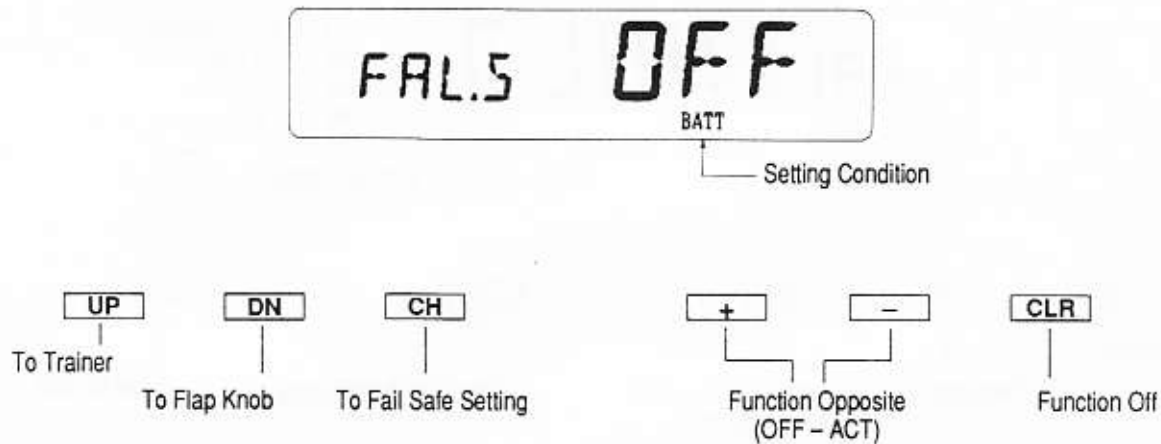 FAL.S OFF
BATT
Setting Condition
UP DN CH + − CLR
To Trainer
To Flap Knob To Fail Safe Setting Function Opposite Function Off
(OFF – ACT)